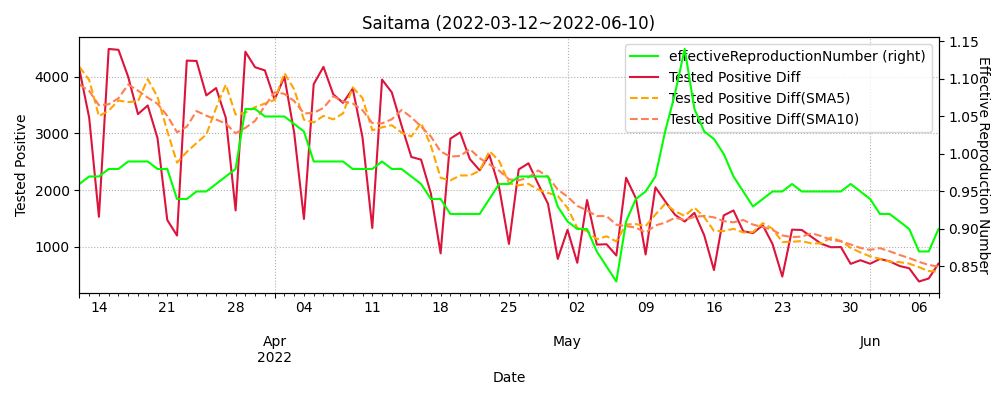 Saitama (2022-03-12~2022-06-10)
effectiveReproductionNumber (right)
Tested Positive Diff
Tested Positive Diff(SMA5)
Tested Positive Diff(SMA10)
Tested Positive
4000
3000
2000
1000
1.15
1.10
1.05
1.00
0.95
0.90
0.85
Effective Reproduction Number
14 21 28 04 11 18 25 02 09 16 23 30 06
Apr May Jun
2022
Date